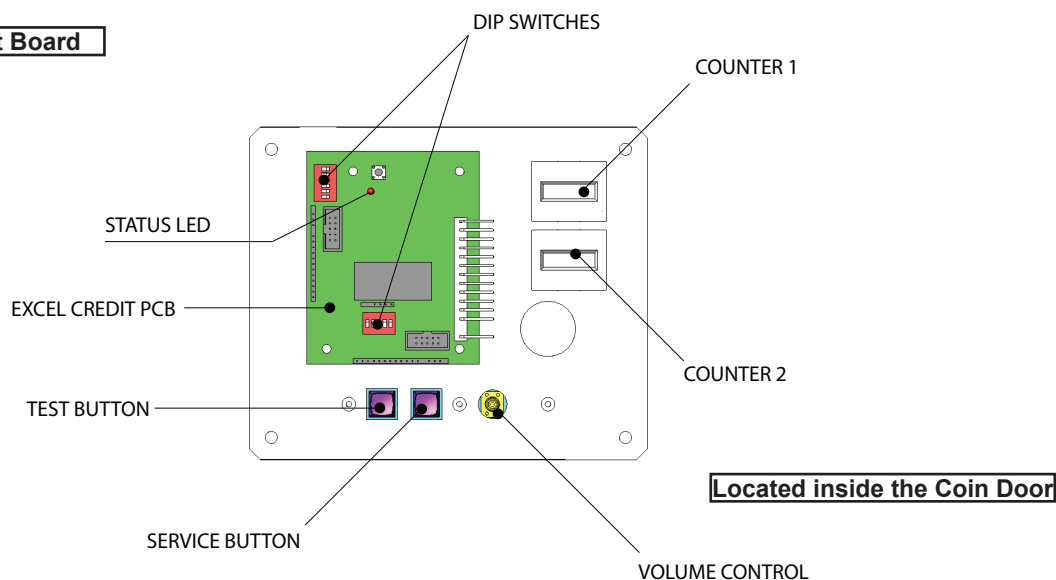 DIP SWITCHES
Board
COUNTER 1
STATUS LED
EXCEL CREDIT PCB
COUNTER 2
TEST BUTTON
Located inside the Coin Door
SERVICE BUTTON
VOLUME CONTROL